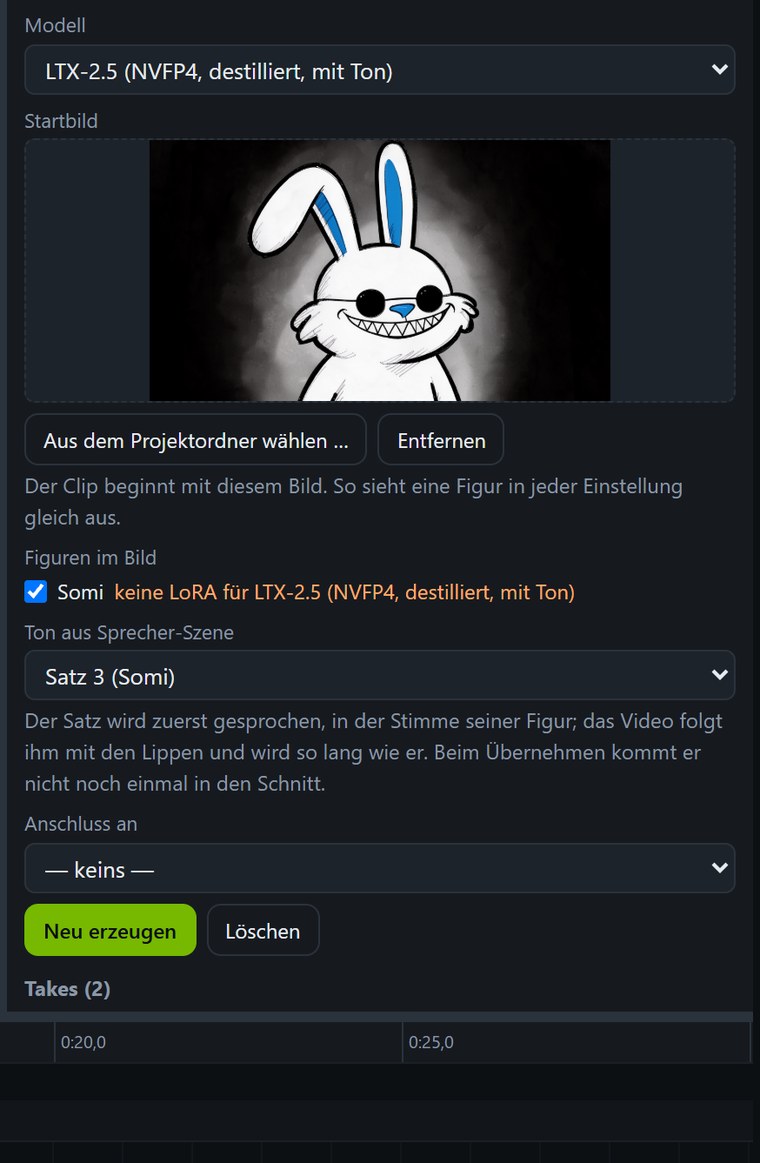 Modell
LTX-2.5 (NVFP4, destilliert, mit Ton)
Startbild
Aus dem Projektordner wählen ...
Entfernen
Der Clip beginnt mit diesem Bild. So sieht eine Figur in jeder Einstellung
gleich aus.
Figuren im Bild
Somi keine LoRA für LTX-2.5 (NVFP4, destilliert, mit Ton)
Ton aus Sprecher-Szene
Satz 3 (Somi)
Der Satz wird zuerst gesprochen, in der Stimme seiner Figur; das Video folgt
ihm mit den Lippen und wird so lang wie er. Beim Übernehmen kommt er
nicht noch einmal in den Schnitt.
Anschluss an
— keins —
Neu erzeugen
Löschen
Takes (2)
0:20,0
0:25,0